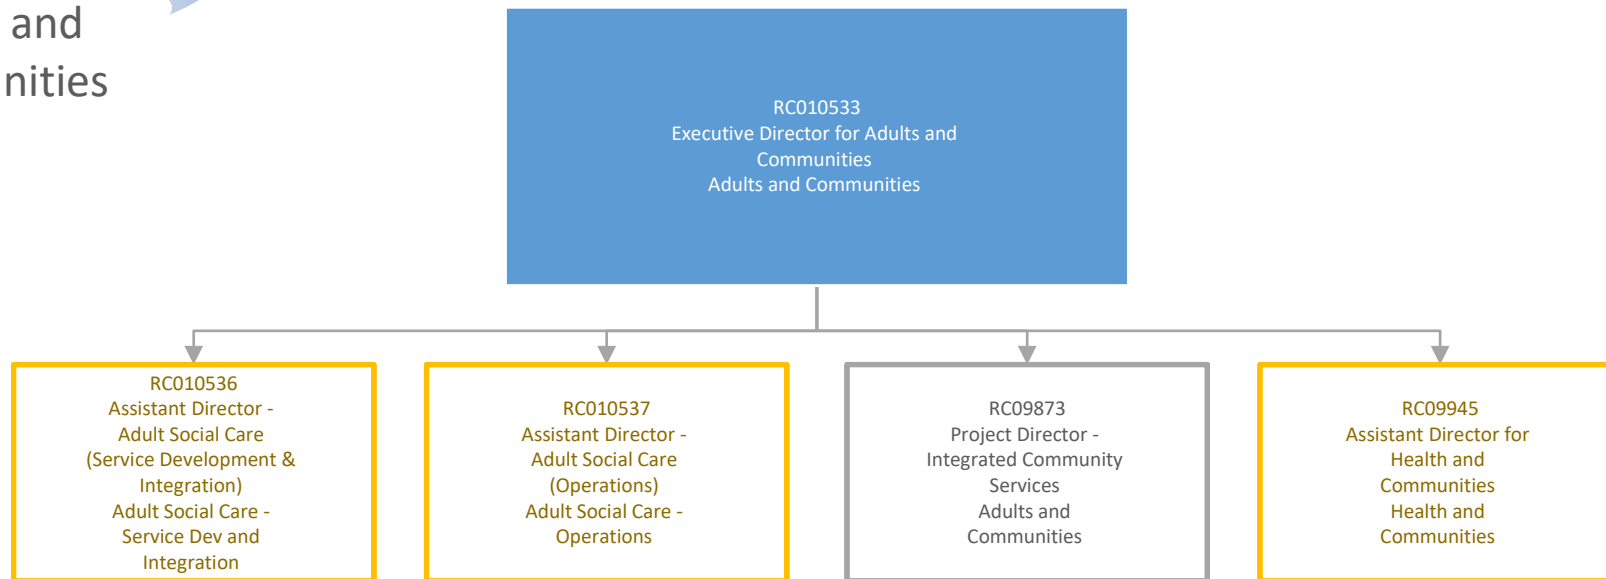 and
nities
RC010533
Executive Director for Adults and
Communities
Adults and Communities
RC010536
Assistant Director -
Adult Social Care
(Service Development &
Integration)
Adult Social Care -
Service Dev and
Integration
RC010537
Assistant Director -
Adult Social Care
(Operations)
Adult Social Care -
Operations
RC09873
Project Director -
Integrated Community
Services
Adults and
Communities
RC09945
Assistant Director for
Health and
Communities
Health and
Communities